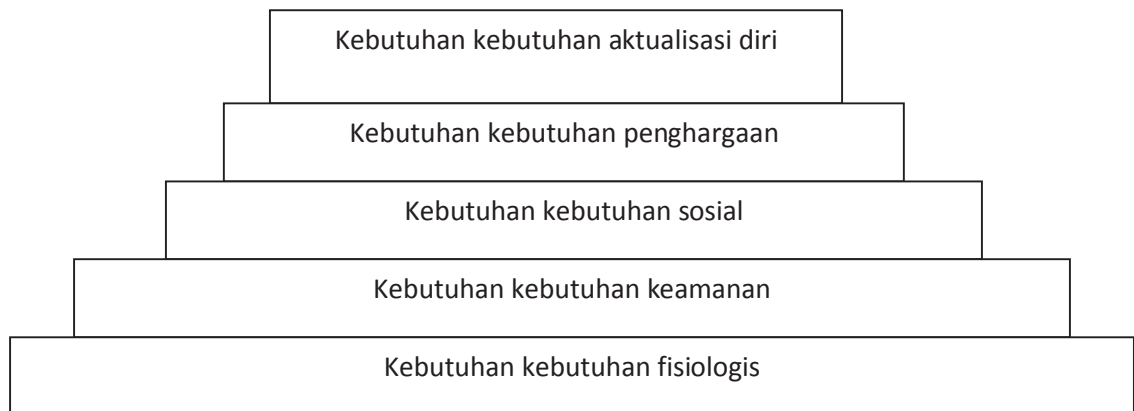 Kebutuhan kebutuhan aktualisasi diri
Kebutuhan kebutuhan penghargaan
Kebutuhan kebutuhan sosial
Kebutuhan kebutuhan keamanan
Kebutuhan kebutuhan fisiologis